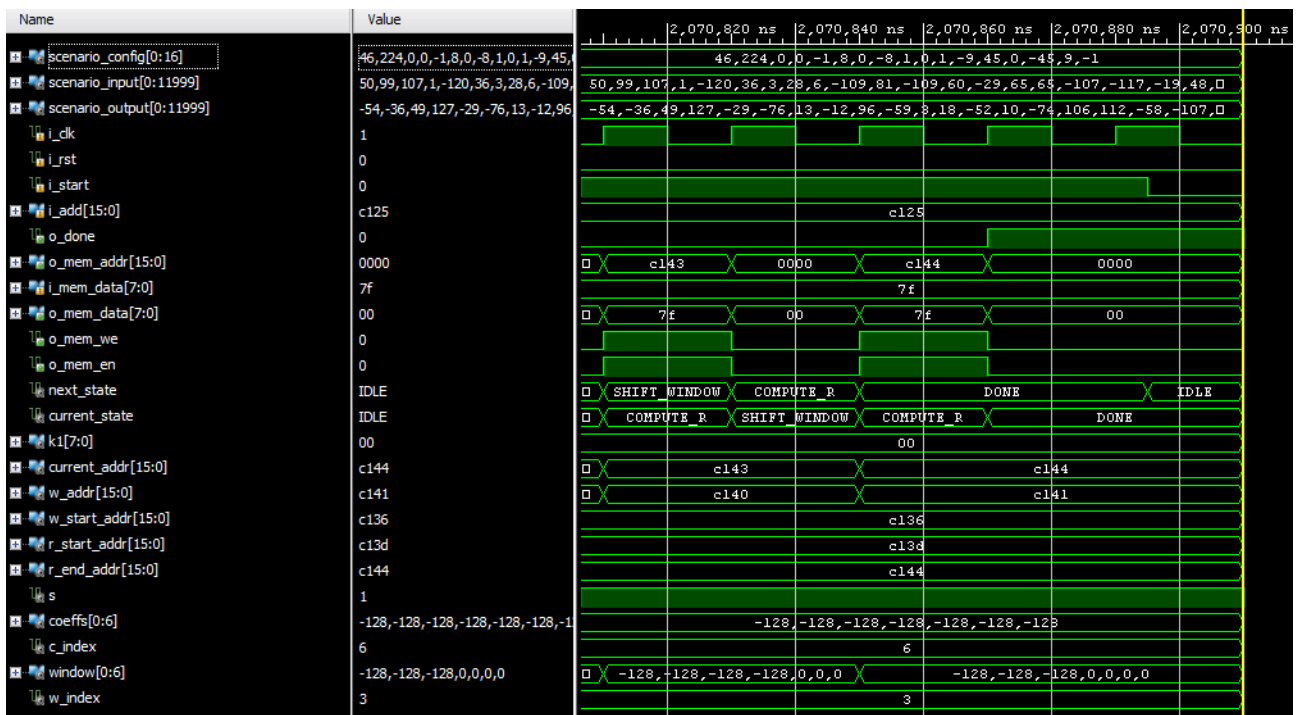 Name Value 2,070,820 ns 2,070,840 ns 2,070,860 ns 2,070,880 ns 2,070,900 ns
scenario_config[0:16] 46,224,0,0,-1,8,0,-8,1,0,1,-9,45, 46,224,0,0,-1,8,0,-8,1,0,1,-9,45,0,-45,9,-1
scenario_input[0:11999] 50,99,107,1,-120,36,3,28,6,-109, 50,99,107,1,-120,36,3,28,6,-109,81,-109,60,-29,65,65,-107,-117,-19,48,
scenario_output[0:11999] -54,-36,49,127,-29,-76,13,-12,96 -54,-36,49,127,-29,-76,13,-12,96,-59,3,18,-52,10,-74,106,112,-58,-107,
i_clk 1
i_rst 0
i_start 0
i_add[15:0] c125 c125
o_done 0
o_mem_addr[15:0] 0000 c143 0000 c144 0000
i_mem_data[7:0] 7f 7f
o_mem_data[7:0] 00 7f 00 7f 00
o_mem_we 0
o_mem_en 0
next_state IDLE SHIFT_WINDOW COMPUTE_R DONE IDLE
current_state IDLE COMPUTE_R SHIFT_WINDOW COMPUTE_R DONE
k1[7:0] 00 00
current_addr[15:0] c144 c143 c144
w_addr[15:0] c141 c140 c141
w_start_addr[15:0] c136 c136
r_start_addr[15:0] c13d c13d
r_end_addr[15:0] c144 c144
s 1
coeffs[0:6] -128,-128,-128,-128,-128,-128,-1 -128,-128,-128,-128,-128,-128,-128
c_index 6 6
window[0:6] -128,-128,-128,0,0,0,0 -128,-128,-128,-128,0,0,0 -128,-128,-128,0,0,0,0
w_index 3 3